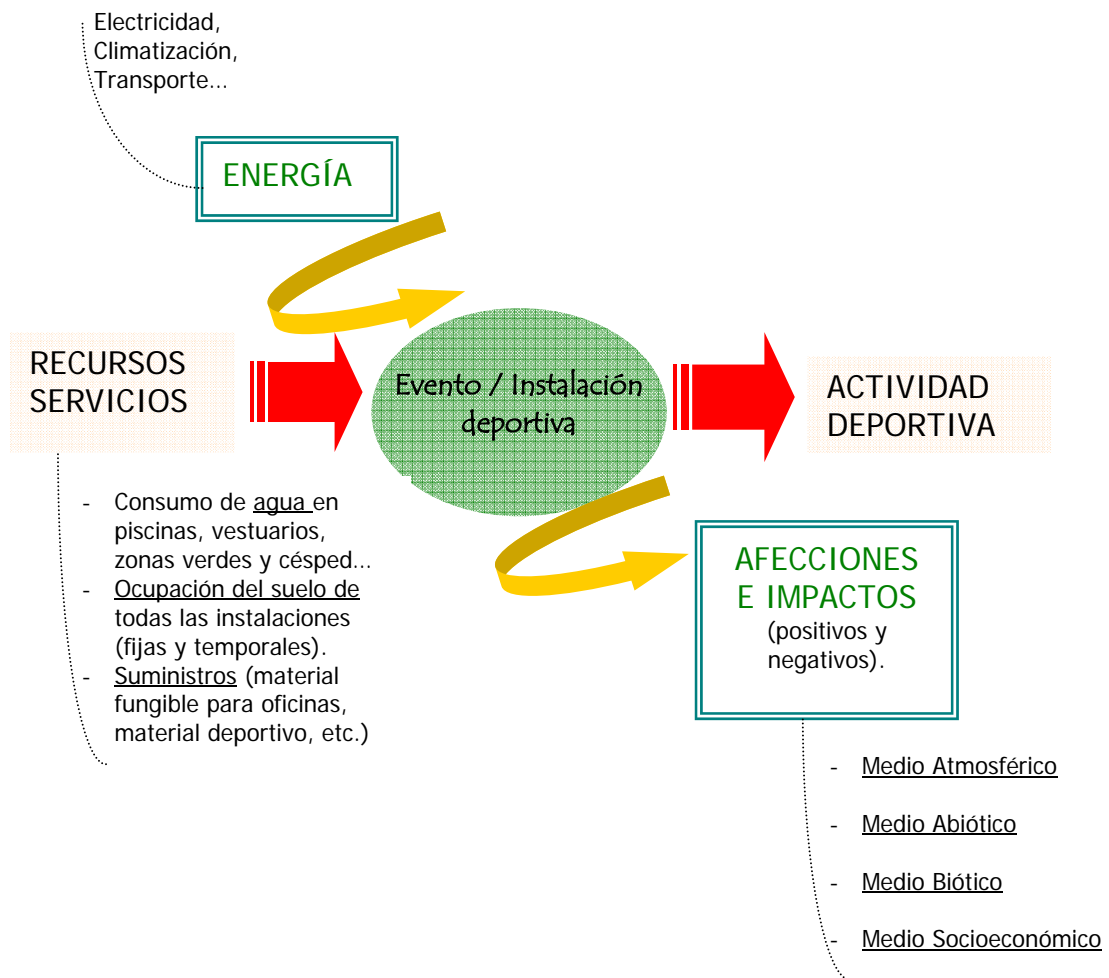 Electricidad,
Climatización,
Transporte...
ENERGÍA
RECURSOS
SERVICIOS
Evento / Instalación
deportiva
ACTIVIDAD
DEPORTIVA
- Consumo de agua en
piscinas, vestuarios,
zonas verdes y césped...
- Ocupación del suelo de
todas las instalaciones
(fijas y temporales).
- Suministros (material
fungible para oficinas,
material deportivo, etc.)
AFECCIONES
E IMPACTOS
(positivos y
negativos).
- Medio Atmosférico
- Medio Abiótico
- Medio Biótico
- Medio Socioeconómico